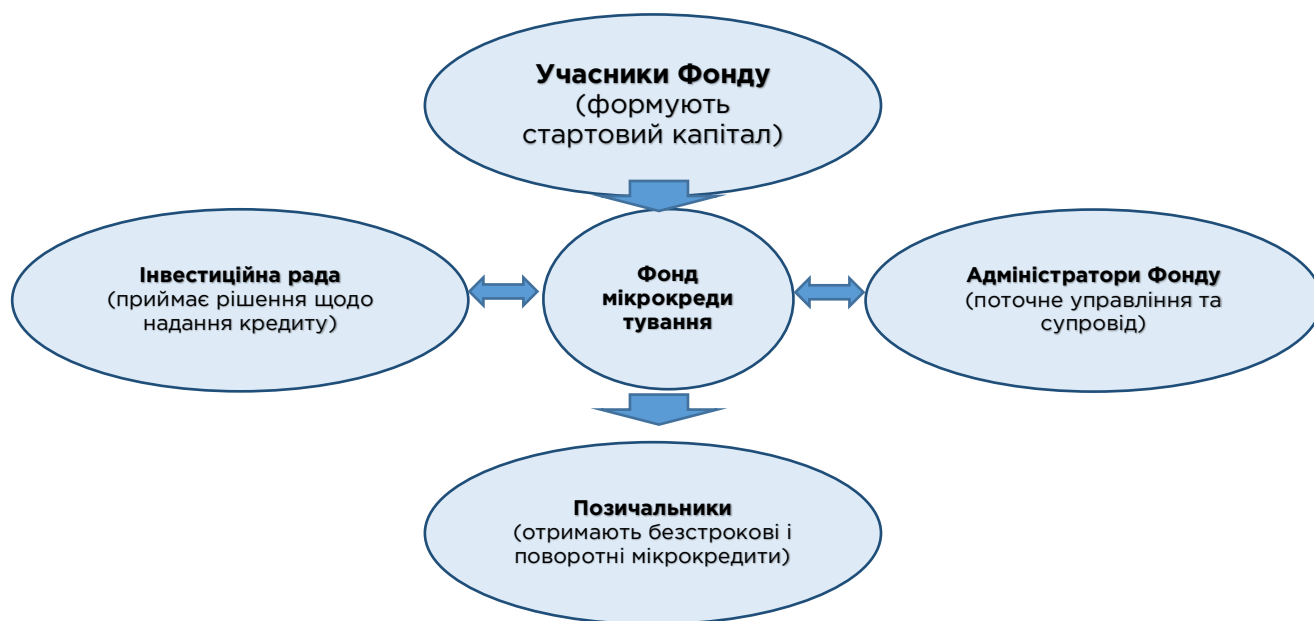 Учасники Фонду
(формують
стартовий капітал)
Інвестиційна рада
(приймає рішення щодо
надання кредиту)
Фонд
мікрокреди
тування
Адміністратори Фонду
(поточне управління та
супровід)
Позичальники
(отримають безстрокові і
поворотні мікрокредити)